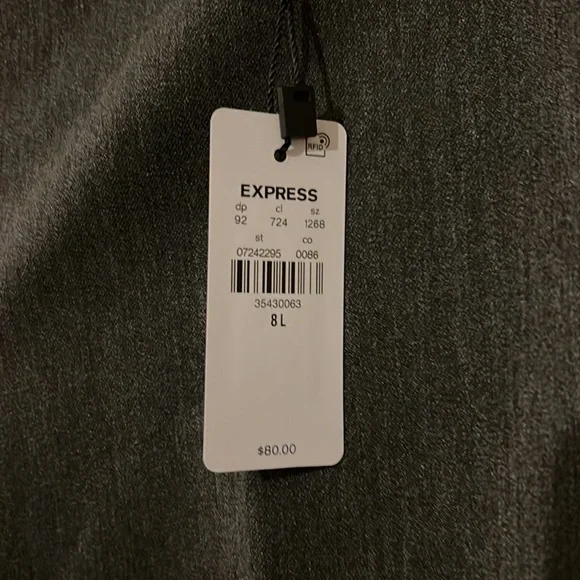 RFID
EXPRESS
dp cl sz
92 724 1268
st co
07242295 0086
35430063
8 L
$80.00